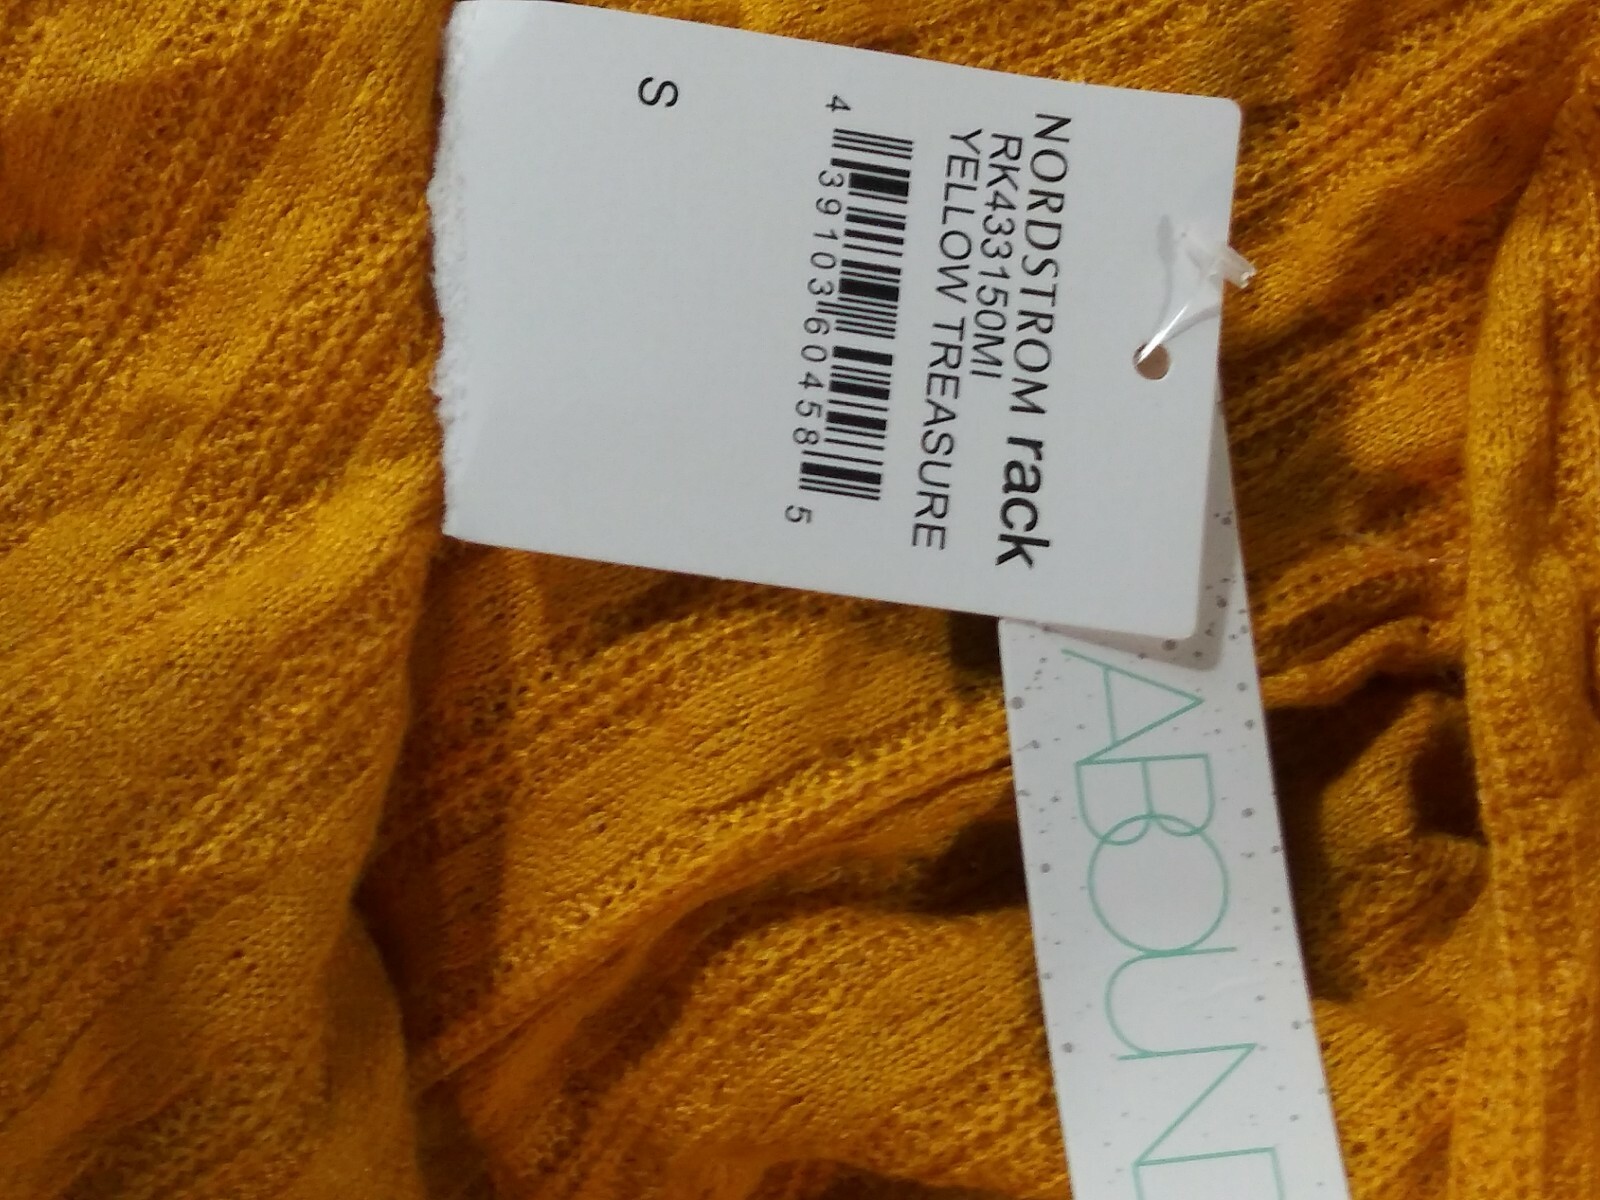 NORDSTROM rack
RK433150MI
YELLOW TREASURE
4 39103 60458 5
S
ABOUND